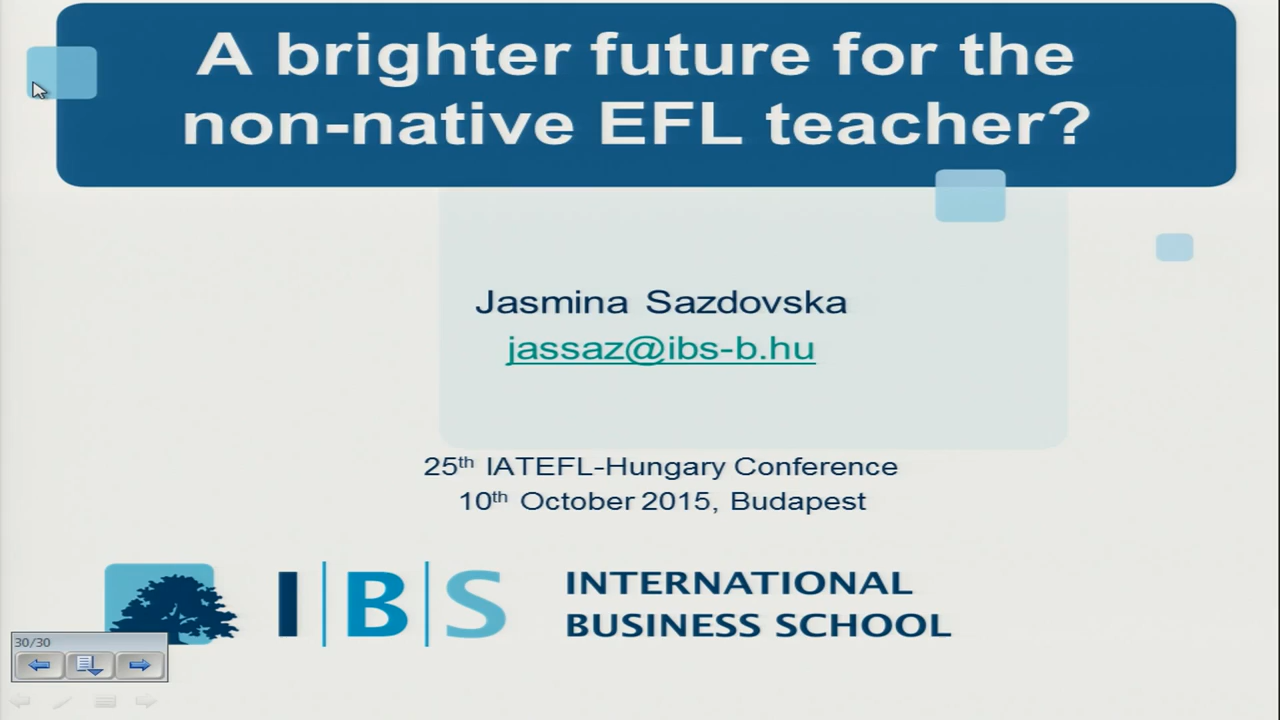 A brighter future for the
non-native EFL teacher?
Jasmina Sazdovska
jassaz@ibs-b.hu
25th IATEFL-Hungary Conference
10th October 2015, Budapest
I B S
INTERNATIONAL
BUSINESS SCHOOL
30/30